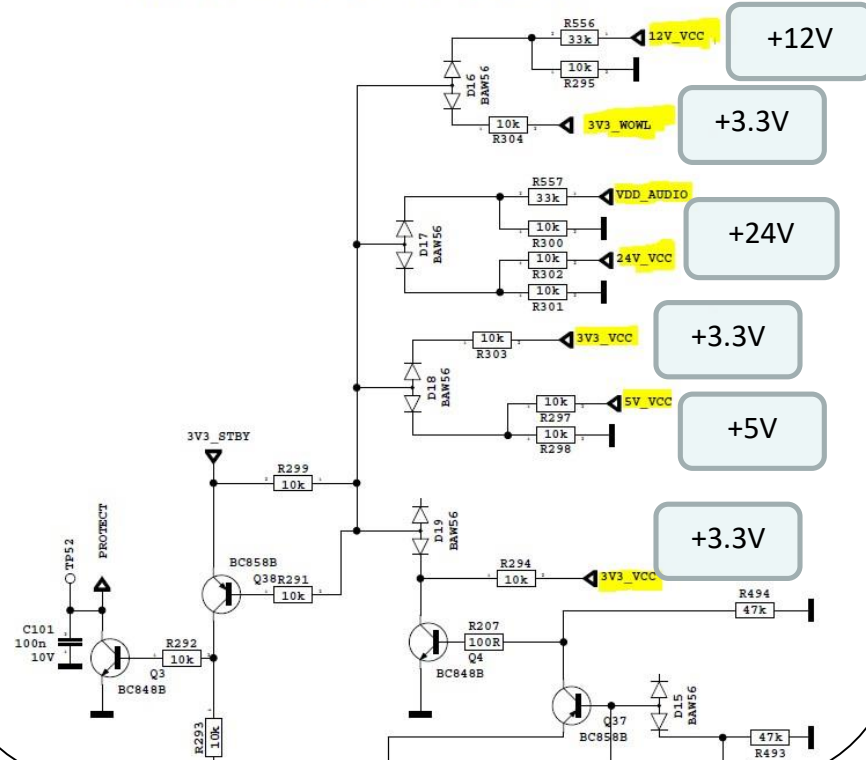 R556
33k
12V_VCC
+12V
10k
R295
D16
BAW56
10k
R304
3V3_WOWL
+3.3V
R557
33k
VDD_AUDIO
10k
R300
D17
BAW56
+24V
10k
R302
24V_VCC
10k
R301
10k
R303
3V3_VCC
+3.3V
D18
BAW56
10k
R297
5V_VCC
+5V
10k
R298
3V3_STBY
R299
10k
D19
BAW56
+3.3V
TP52
PROTECT
BC858B
Q38
R291
10k
R294
10k
3V3_VCC
R494
47k
C101
100n
10V
R292
10k
Q3
BC848B
R207
100R
Q4
BC848B
R293
10k
Q37
BC858B
D15
BAW56
47k
R493